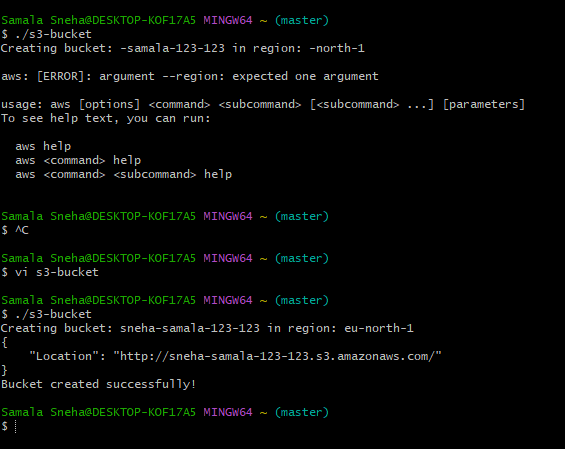 Samala Sneha@DESKTOP-KOF17A5 MINGW64 ~ (master)
$ ./s3-bucket
Creating bucket: -samala-123-123 in region: -north-1
aws: [ERROR]: argument --region: expected one argument
usage: aws [options] <command> <subcommand> [<subcommand> ...] [parameters]
To see help text, you can run:
aws help
aws <command> help
aws <command> <subcommand> help
Samala Sneha@DESKTOP-KOF17A5 MINGW64 ~ (master)
$ ^C
Samala Sneha@DESKTOP-KOF17A5 MINGW64 ~ (master)
$ vi s3-bucket
Samala Sneha@DESKTOP-KOF17A5 MINGW64 ~ (master)
$ ./s3-bucket
Creating bucket: sneha-samala-123-123 in region: eu-north-1
{
    "Location": "http://sneha-samala-123-123.s3.amazonaws.com/"
}
Bucket created successfully!
Samala Sneha@DESKTOP-KOF17A5 MINGW64 ~ (master)
$